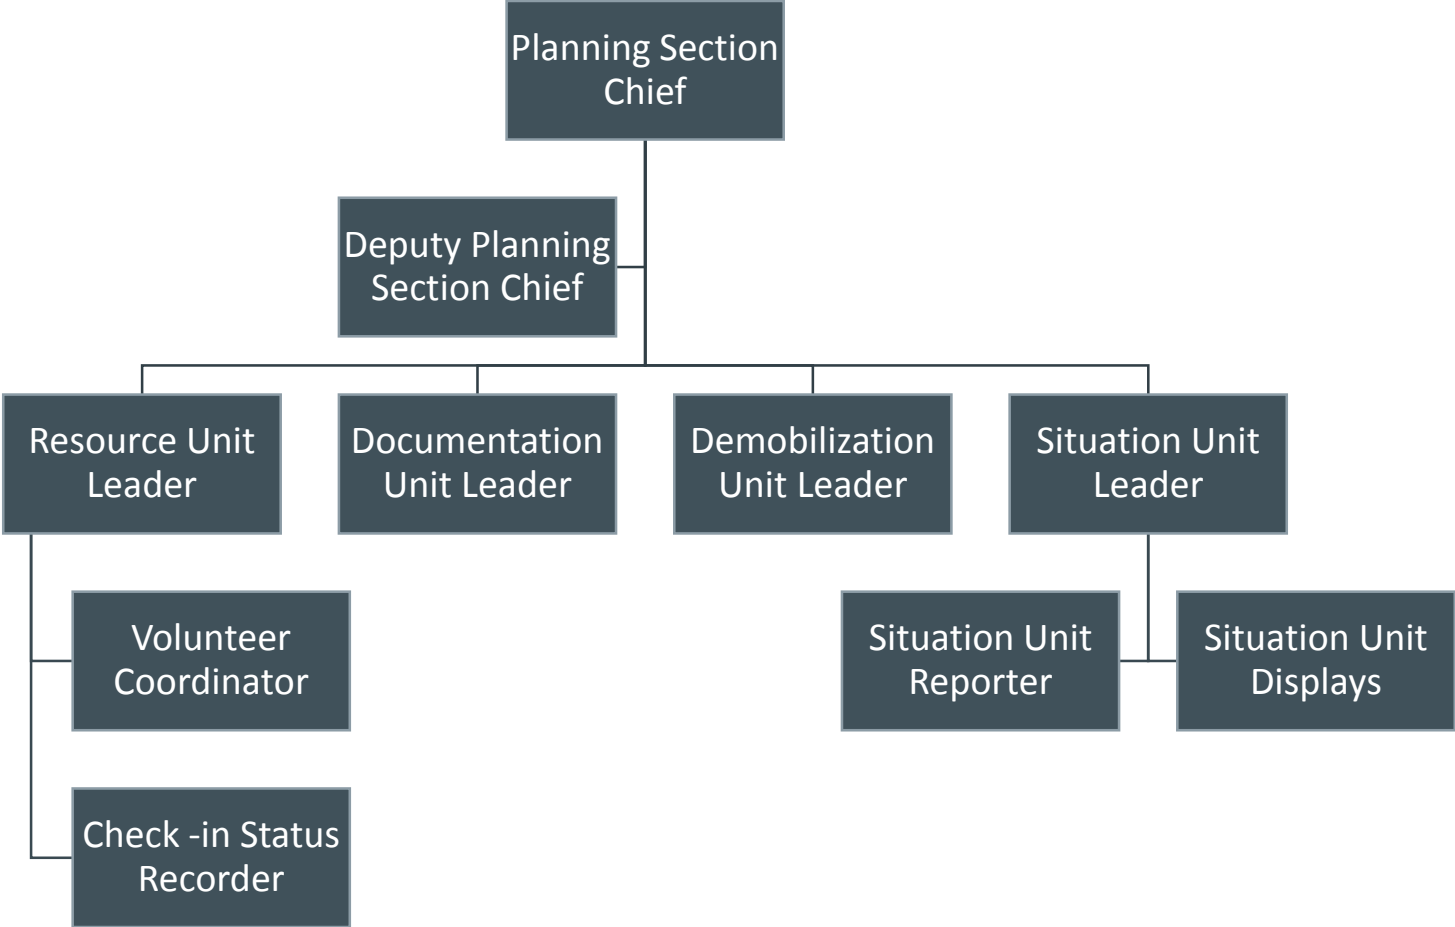 Planning Section
Chief
Deputy Planning
Section Chief
Resource Unit
Leader
Documentation
Unit Leader
Demobilization
Unit Leader
Situation Unit
Leader
Volunteer
Coordinator
Situation Unit
Reporter
Situation Unit
Displays
Check -in Status
Recorder